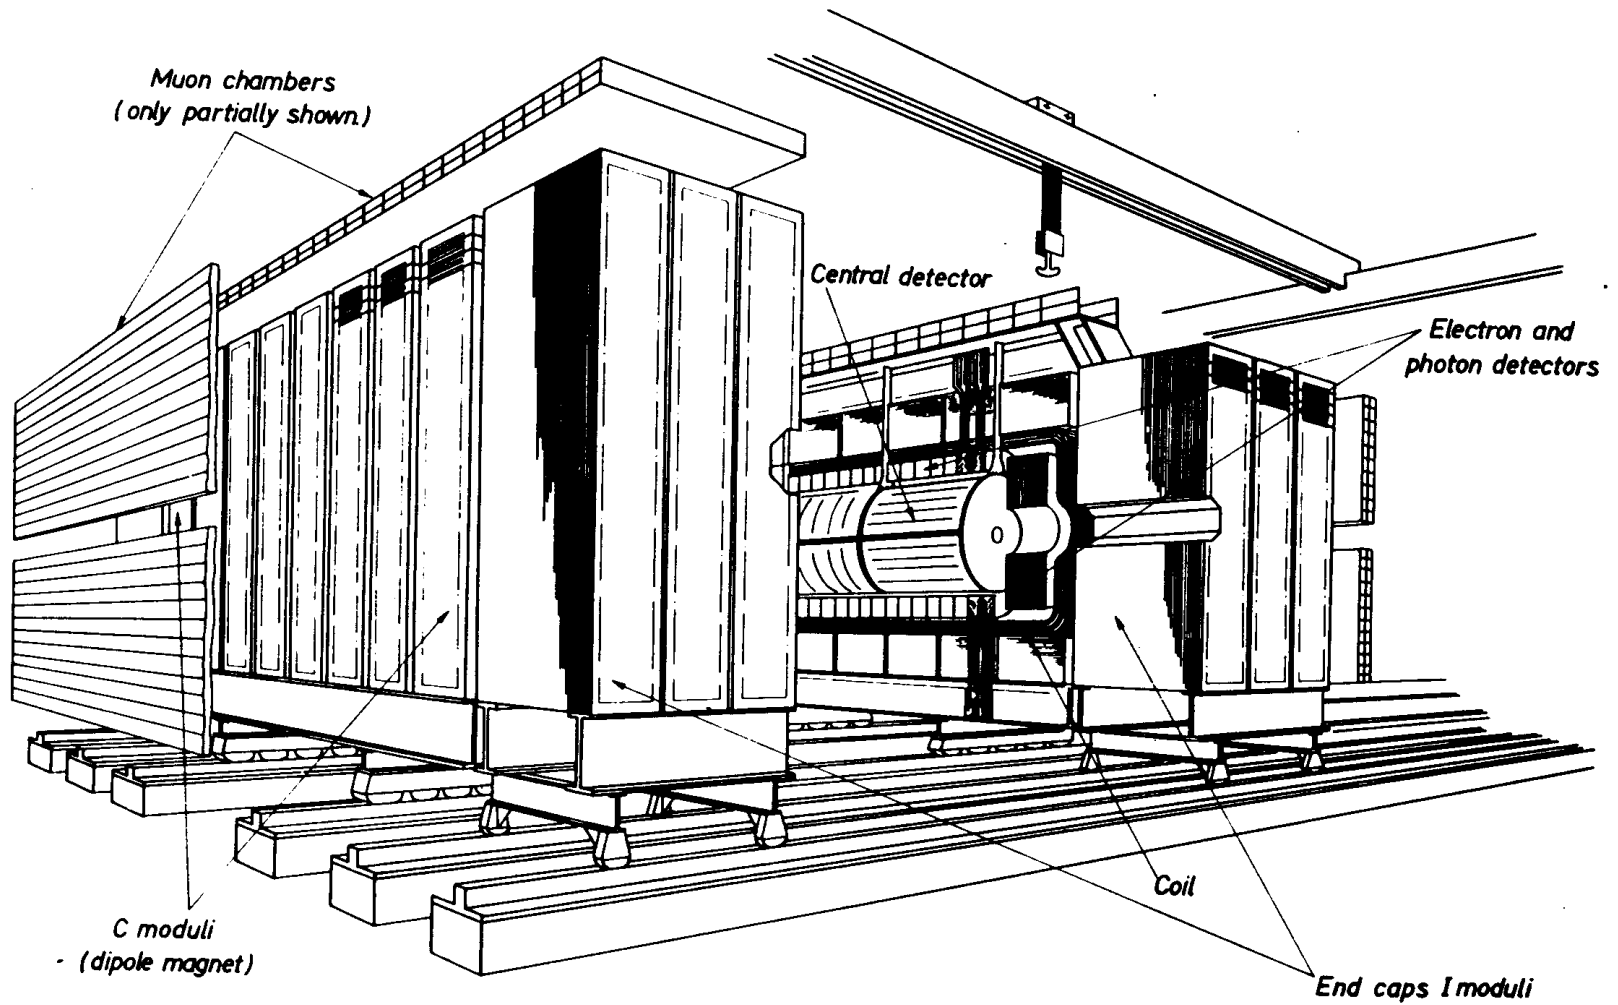 Muon chambers
(only partially shown)
Central detector
Electron and
photon detectors
Coil
C moduli
(dipole magnet)
End caps I moduli